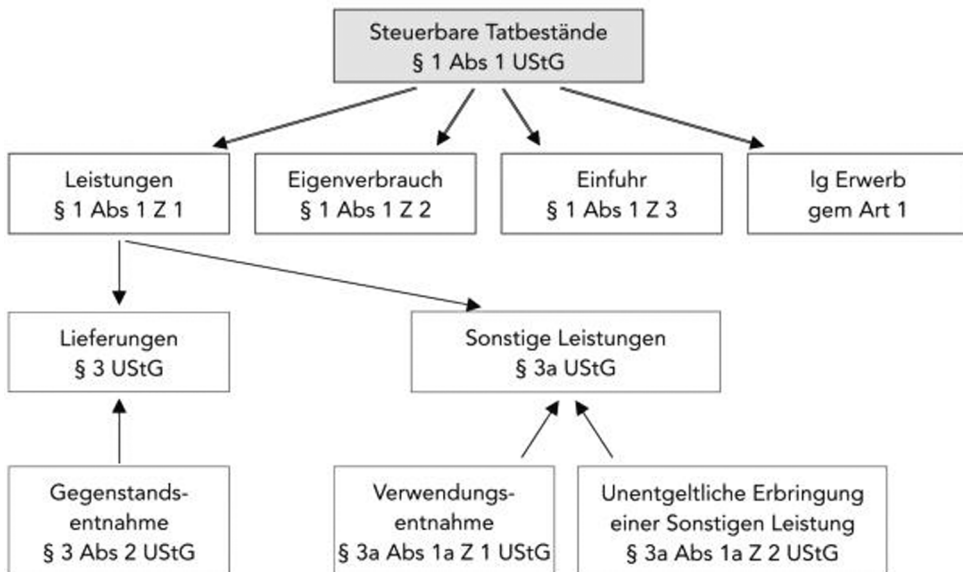 Steuerbare Tatbestände
§ 1 Abs 1 UStG
Leistungen
§ 1 Abs 1 Z 1
Eigenverbrauch
§ 1 Abs 1 Z 2
Einfuhr
§ 1 Abs 1 Z 3
Ig Erwerb
gem Art 1
Lieferungen
§ 3 UStG
Sonstige Leistungen
§ 3a UStG
Gegenstands-
entnahme
§ 3 Abs 2 UStG
Verwendungs-
entnahme
§ 3a Abs 1a Z 1 UStG
Unentgeltliche Erbringung
einer Sonstigen Leistung
§ 3a Abs 1a Z 2 UStG